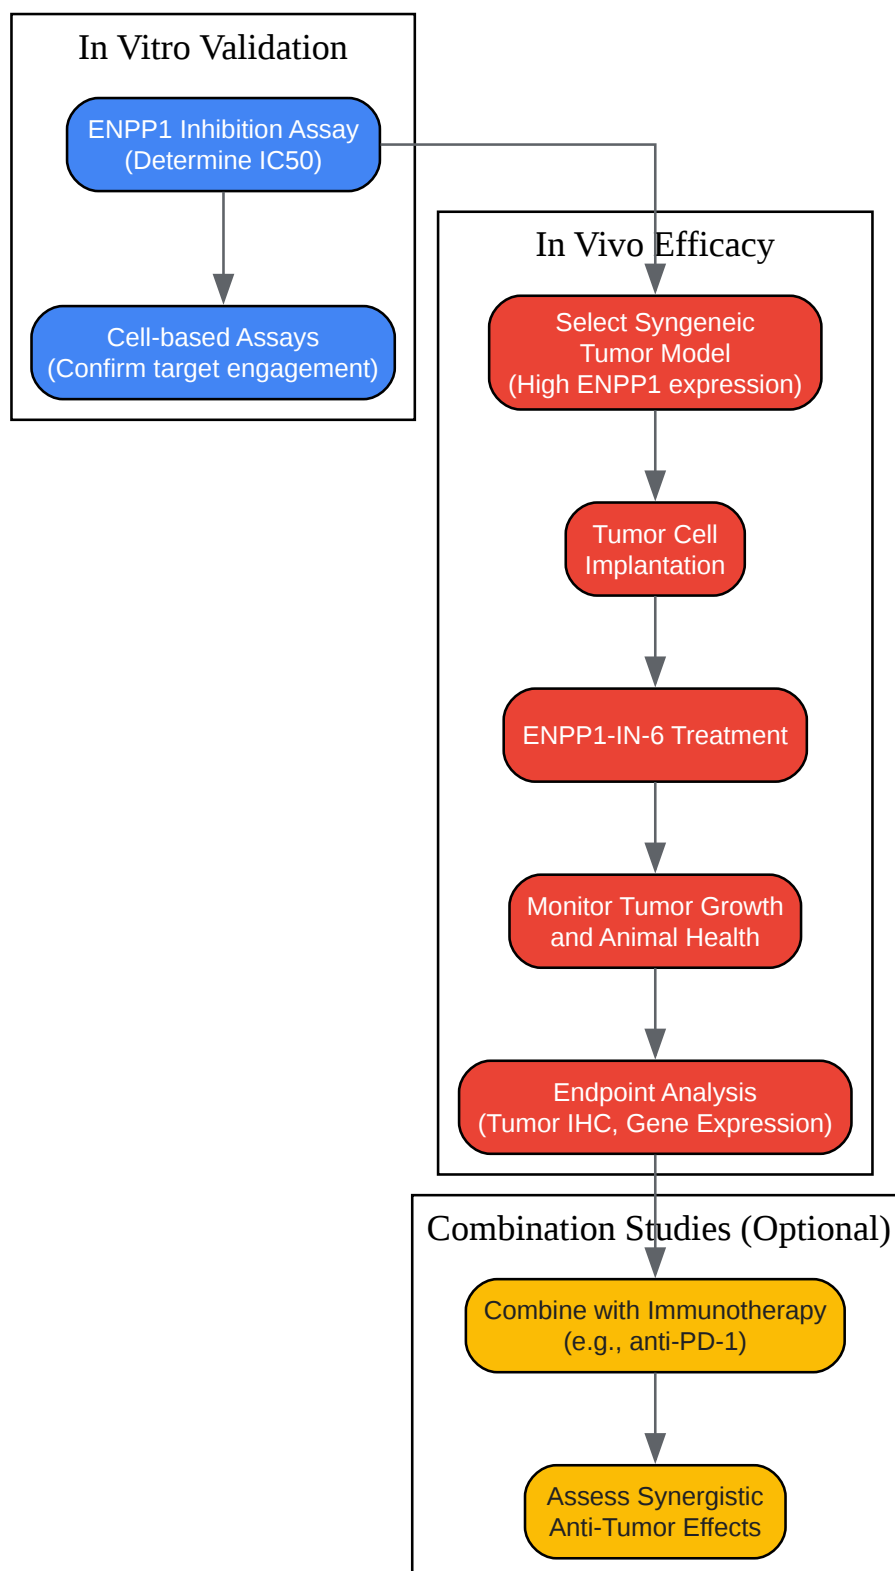 In Vitro Validation
ENPP1 Inhibition Assay
(Determine IC50)
Cell-based Assays
(Confirm target engagement)
In Vivo Efficacy
Select Syngeneic
Tumor Model
(High ENPP1 expression)
Tumor Cell
Implantation
ENPP1-IN-6 Treatment
Monitor Tumor Growth
and Animal Health
Endpoint Analysis
(Tumor IHC, Gene Expression)
Combination Studies (Optional)
Combine with Immunotherapy
(e.g., anti-PD-1)
Assess Synergistic
Anti-Tumor Effects